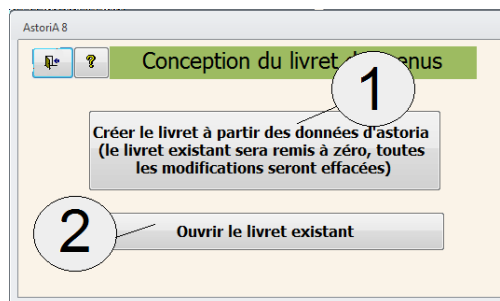 AstoriA 8
?
Conception du livret
1
Créer le livret à partir des données d'astoria
(le livret existant sera remis à zéro, toutes
les modifications seront effacées)
2
Ouvrir le livret existant